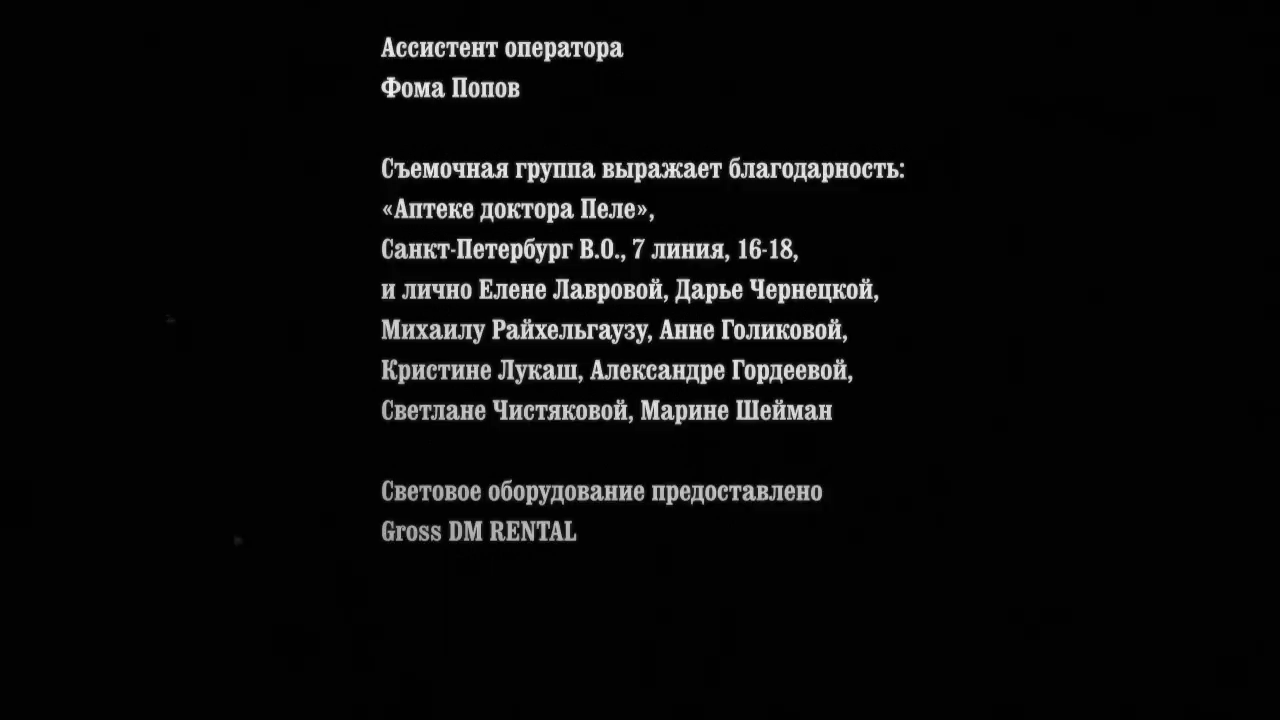 Ассистент оператора
Фома Попов
Съемочная группа выражает благодарность:
«Аптеке доктора Пеле»,
Санкт-Петербург В.О., 7 линия, 16-18,
и лично Елене Лавровой, Дарье Чернецкой,
Михаилу Райхельгаузу, Анне Голиковой,
Кристине Лукаш, Александре Гордеевой,
Светлане Чистяковой, Марине Шейман
Световое оборудование предоставлено
Gross DM RENTAL